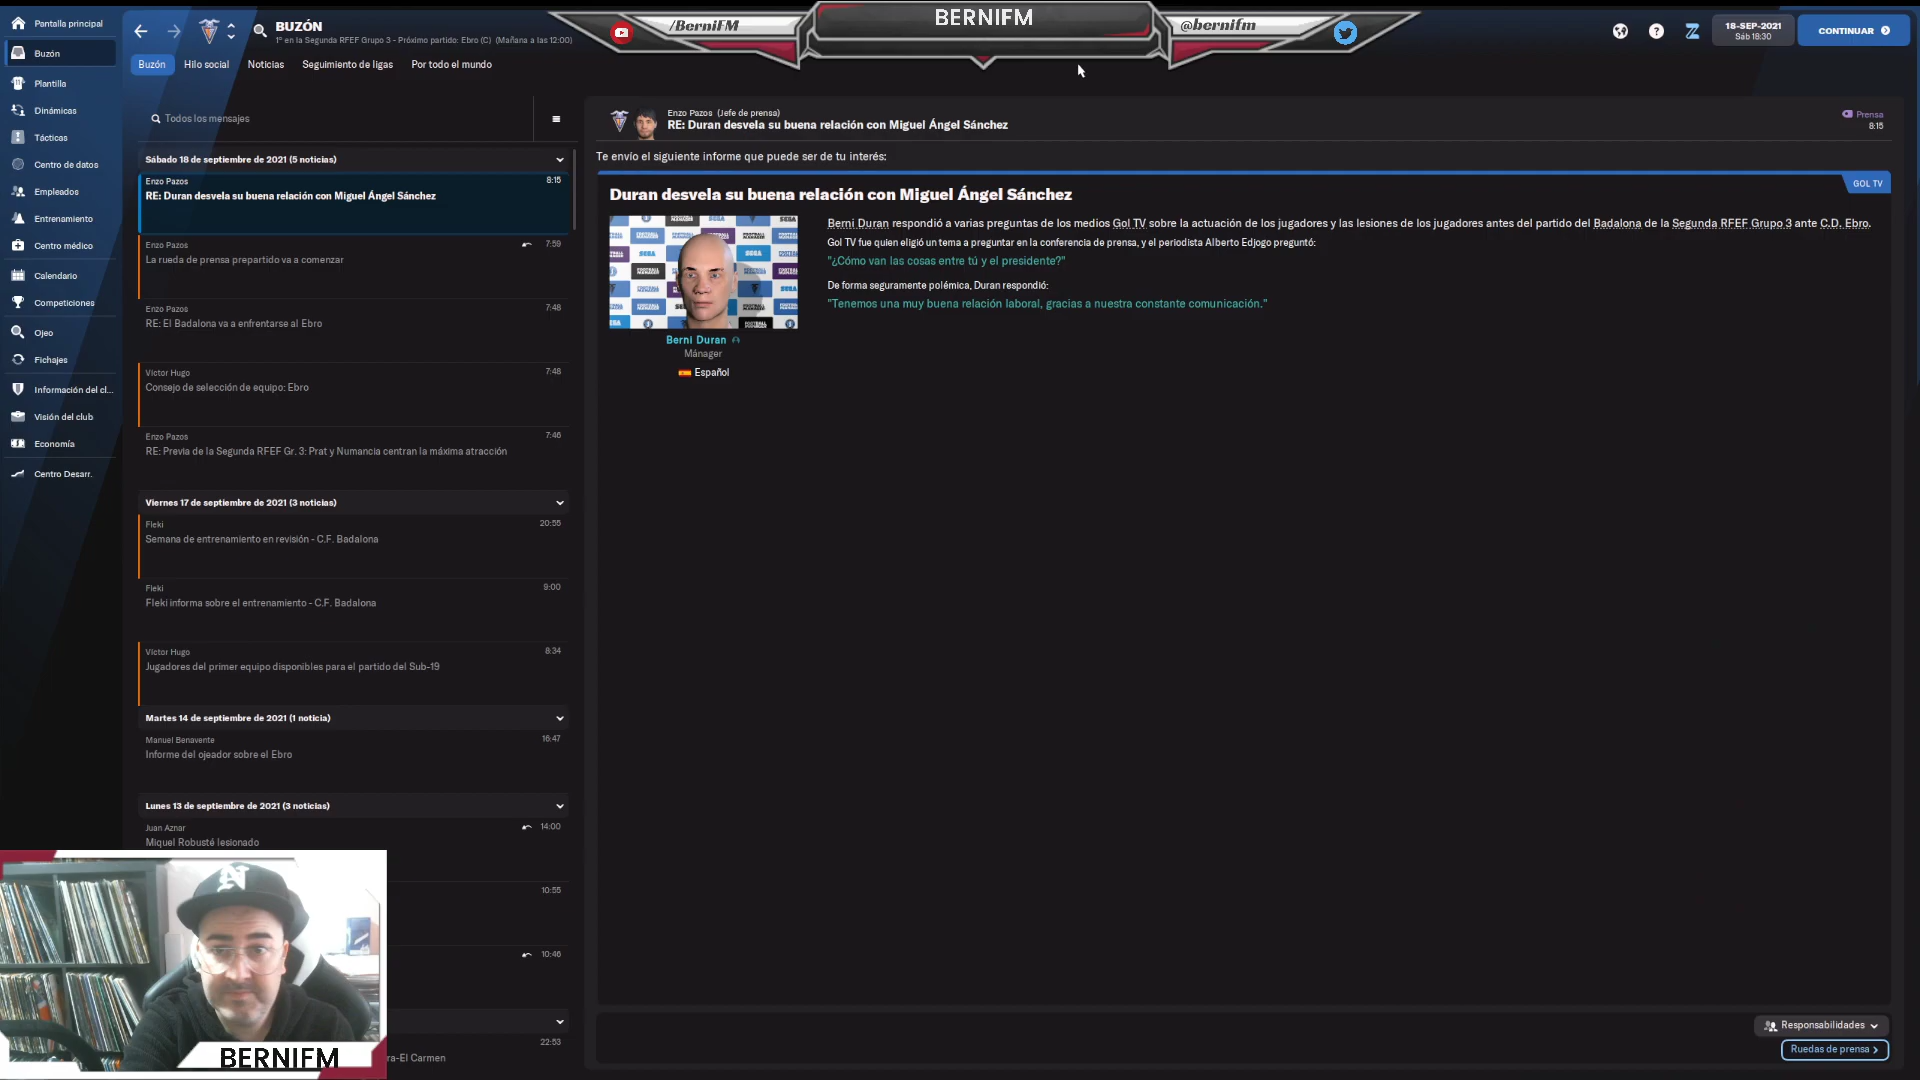 Pantalla principal
Buzón
Plantilla
Dinámicas
Tácticas
Centro de datos
Empleados
Entrenamiento
Centro médico
Calendario
Competiciones
Ojeo
Fichajes
Información del cl...
Visión del club
Economía
Centro Desarr.
BUZÓN
1º en la Segunda RFEF Grupo 3 - Próximo partido: Ebro (C) (Mañana a las 12:00)
/BerniFM
BERNIFM
@bernifm
18-SEP-2021
Sáb 18:30
CONTINUAR
Buzón
Hilo social
Noticias
Seguimiento de ligas
Por todo el mundo
Todos los mensajes
Sábado 18 de septiembre de 2021 (5 noticias)
Enzo Pazos 8:15
RE: Duran desvela su buena relación con Miguel Ángel Sánchez
Enzo Pazos 7:59
La rueda de prensa prepartido va a comenzar
Enzo Pazos 7:48
RE: El Badalona va a enfrentarse al Ebro
Víctor Hugo 7:48
Consejo de selección de equipo: Ebro
Enzo Pazos 7:46
RE: Previa de la Segunda RFEF Gr. 3: Prat y Numancia centran la máxima atracción
Viernes 17 de septiembre de 2021 (3 noticias)
Fleki 20:55
Semana de entrenamiento en revisión - C.F. Badalona
Fleki 9:00
Fleki informa sobre el entrenamiento - C.F. Badalona
Víctor Hugo 8:34
Jugadores del primer equipo disponibles para el partido del Sub-19
Martes 14 de septiembre de 2021 (1 noticia)
Manuel Benavente 16:47
Informe del ojeador sobre el Ebro
Lunes 13 de septiembre de 2021 (3 noticias)
Juan Aznar 14:00
Miquel Robusté lesionado
10:55
10:46
22:53
ra-El Carmen
BERNIFM
Enzo Pazos (Jefe de prensa)
RE: Duran desvela su buena relación con Miguel Ángel Sánchez
Prensa
8:15
Te envío el siguiente informe que puede ser de tu interés:
Duran desvela su buena relación con Miguel Ángel Sánchez
GOL TV
Berni Duran
Mánager
Español
Berni Duran respondió a varias preguntas de los medios Gol TV sobre la actuación de los jugadores y las lesiones de los jugadores antes del partido del Badalona de la Segunda RFEF Grupo 3 ante C.D. Ebro.
Gol TV fue quien eligió un tema a preguntar en la conferencia de prensa, y el periodista Alberto Edjogo preguntó:
"¿Cómo van las cosas entre tú y el presidente?"
De forma seguramente polémica, Duran respondió:
"Tenemos una muy buena relación laboral, gracias a nuestra constante comunicación."
Responsabilidades
Ruedas de prensa